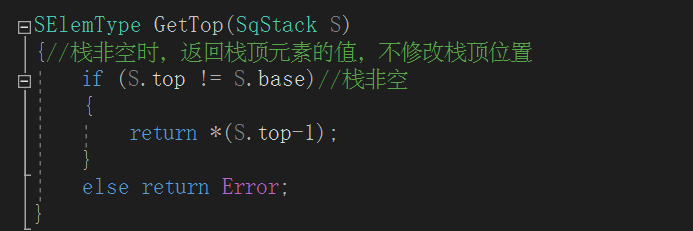 SElemType GetTop(SqStack S)
{//栈非空时，返回栈顶元素的值，不修改栈顶位置
if (S.top != S.base)//栈非空
{
return *(S.top-1);
}
else return Error;
}